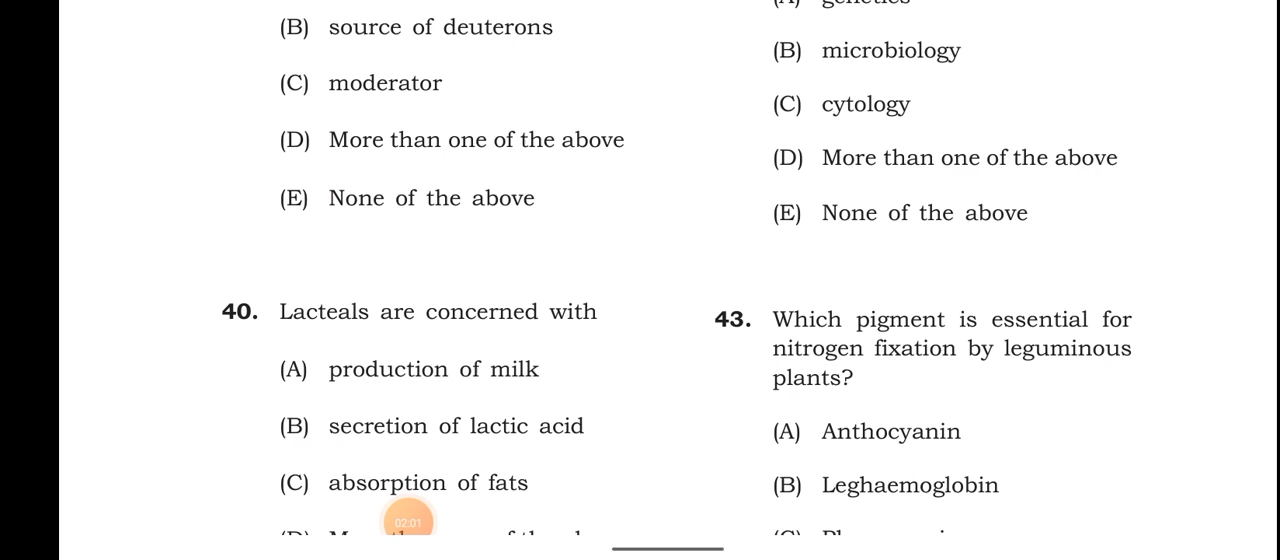 (B) source of deuterons
(C) moderator
(D) More than one of the above
(E) None of the above
40. Lacteals are concerned with
(A) production of milk
(B) secretion of lactic acid
(C) absorption of fats
02:01
(A) genetics
(B) microbiology
(C) cytology
(D) More than one of the above
(E) None of the above
43. Which pigment is essential for
nitrogen fixation by leguminous
plants?
(A) Anthocyanin
(B) Leghaemoglobin